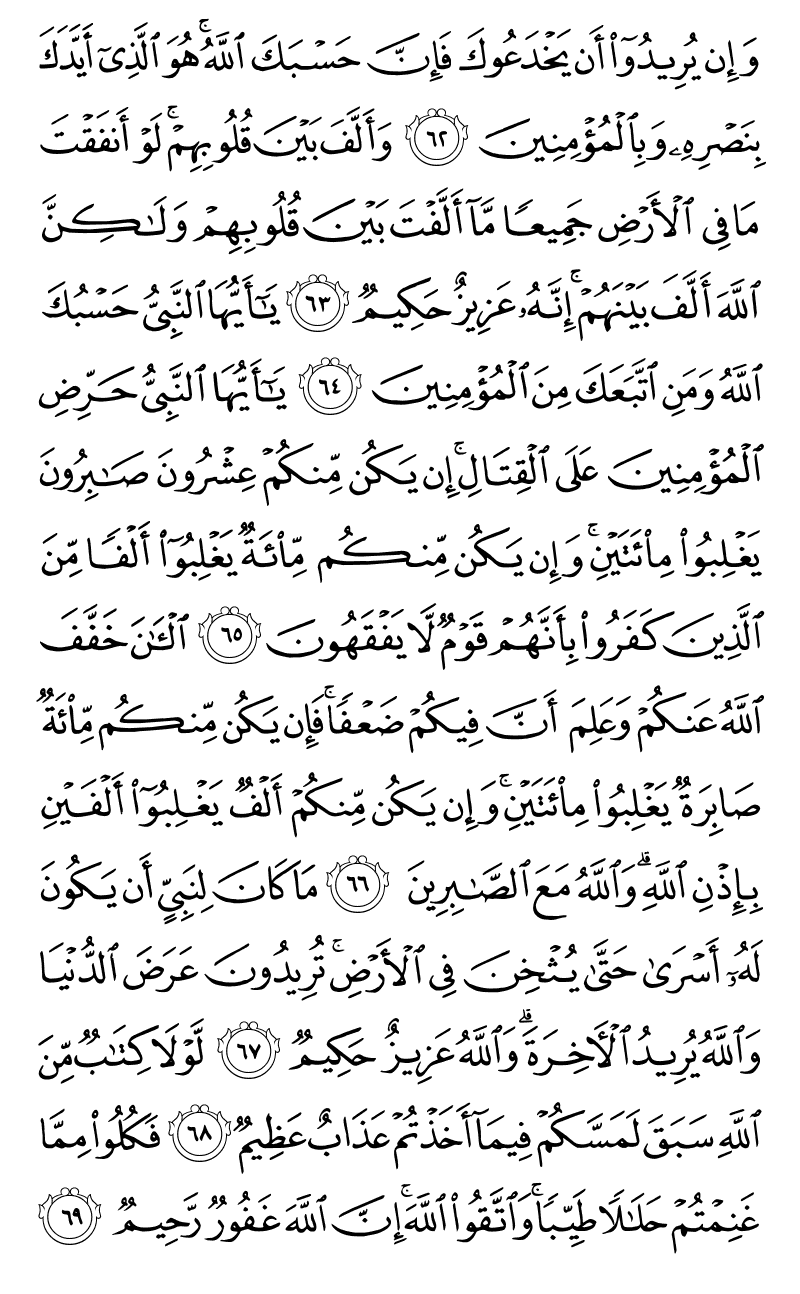 وَإِن يُرِيدُوٓا۟ أَن يَخْدَعُوكَ فَإِنَّ حَسْبَكَ ٱللَّهُ ۚ هُوَ ٱلَّذِىٓ أَيَّدَكَ
بِنَصْرِهِۦ وَبِٱلْمُؤْمِنِينَ ٦٢ وَأَلَّفَ بَيْنَ قُلُوبِهِمْ ۚ لَوْ أَنفَقْتَ
مَا فِى ٱلْأَرْضِ جَمِيعًا مَّآ أَلَّفْتَ بَيْنَ قُلُوبِهِمْ وَلَـٰكِنَّ
ٱللَّهَ أَلَّفَ بَيْنَهُمْ ۚ إِنَّهُۥ عَزِيزٌ حَكِيمٌ ٦٣ يَـٰٓأَيُّهَا ٱلنَّبِىُّ حَسْبُكَ
ٱللَّهُ وَمَنِ ٱتَّبَعَكَ مِنَ ٱلْمُؤْمِنِينَ ٦٤ يَـٰٓأَيُّهَا ٱلنَّبِىُّ حَرِّضِ
ٱلْمُؤْمِنِينَ عَلَى ٱلْقِتَالِ ۚ إِن يَكُن مِّنكُمْ عِشْرُونَ صَـٰبِرُونَ
يَغْلِبُوا۟ مِا۟ئَتَيْنِ ۚ وَإِن يَكُن مِّنكُم مِّا۟ئَةٌ يَغْلِبُوٓا۟ أَلْفًا مِّنَ
ٱلَّذِينَ كَفَرُوا۟ بِأَنَّهُمْ قَوْمٌ لَّا يَفْقَهُونَ ٦٥ ٱلْـَٔـٰنَ خَفَّفَ
ٱللَّهُ عَنكُمْ وَعَلِمَ أَنَّ فِيكُمْ ضَعْفًا ۚ فَإِن يَكُن مِّنكُم مِّا۟ئَةٌ
صَابِرَةٌ يَغْلِبُوا۟ مِا۟ئَتَيْنِ ۚ وَإِن يَكُن مِّنكُمْ أَلْفٌ يَغْلِبُوٓا۟ أَلْفَيْنِ
بِإِذْنِ ٱللَّهِ ۗ وَٱللَّهُ مَعَ ٱلصَّـٰبِرِينَ ٦٦ مَا كَانَ لِنَبِىٍّ أَن يَكُونَ
لَهُۥٓ أَسْرَىٰ حَتَّىٰ يُثْخِنَ فِى ٱلْأَرْضِ ۚ تُرِيدُونَ عَرَضَ ٱلدُّنْيَا
وَٱللَّهُ يُرِيدُ ٱلْـَٔاخِرَةَ ۗ وَٱللَّهُ عَزِيزٌ حَكِيمٌ ٦٧ لَّوْلَا كِتَـٰبٌ مِّنَ
ٱللَّهِ سَبَقَ لَمَسَّكُمْ فِيمَآ أَخَذْتُمْ عَذَابٌ عَظِيمٌ ٦٨ فَكُلُوا۟ مِمَّا
غَنِمْتُمْ حَلَـٰلًا طَيِّبًا ۚ وَٱتَّقُوا۟ ٱللَّهَ ۚ إِنَّ ٱللَّهَ غَفُورٌ رَّحِيمٌ ٦٩